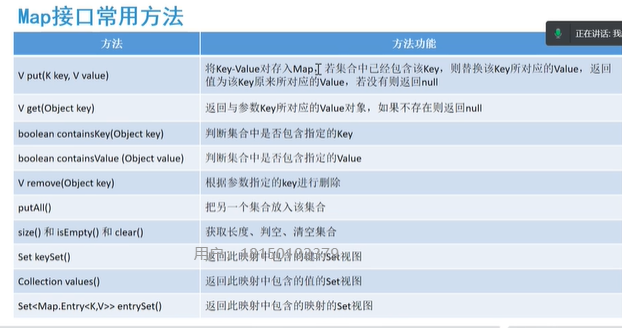 Map接口常用方法
正在讲话: 我
方法 方法功能
V put(K key, V value) 将Key-Value对存入Map，若集合中已经包含该Key，则替换该Key所对应的Value，返回
值为该Key原来所对应的Value，若没有则返回null
V get(Object key) 返回与参数Key所对应的Value对象，如果不存在则返回null
boolean containsKey(Object key) 判断集合中是否包含指定的Key
boolean containsValue (Object value) 判断集合中是否包含指定的Value
V remove(Object key) 根据参数指定的key进行删除
putAll() 把另一个集合放入该集合
size() 和 isEmpty() 和 clear() 获取长度、判空、清空集合
Set keySet() 返回此映射中包含的键的Set视图
Collection values() 返回此映射中包含的值的Set视图
Set<Map.Entry<K,V>> entrySet() 返回此映射中包含的映射的Set视图